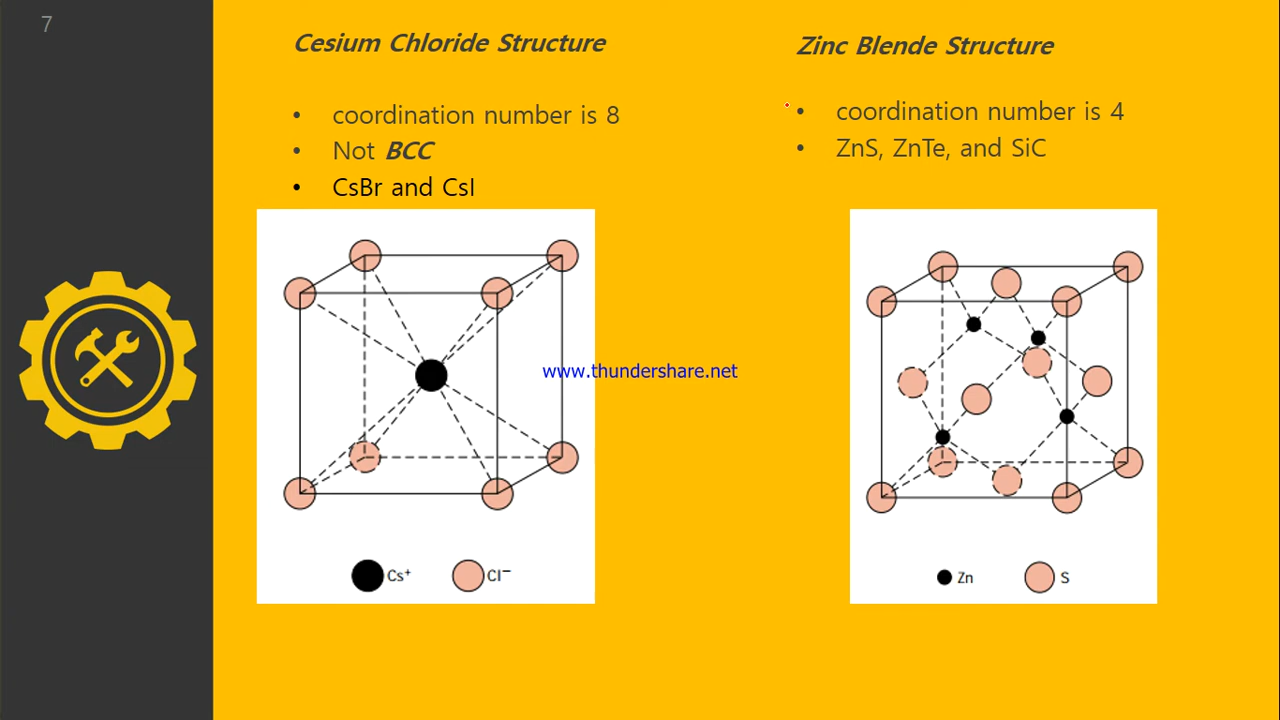 7
Cesium Chloride Structure
• coordination number is 8
• Not BCC
• CsBr and CsI
Cs⁺ Cl⁻
Zinc Blende Structure
• coordination number is 4
• ZnS, ZnTe, and SiC
Zn S
www.thundershare.net